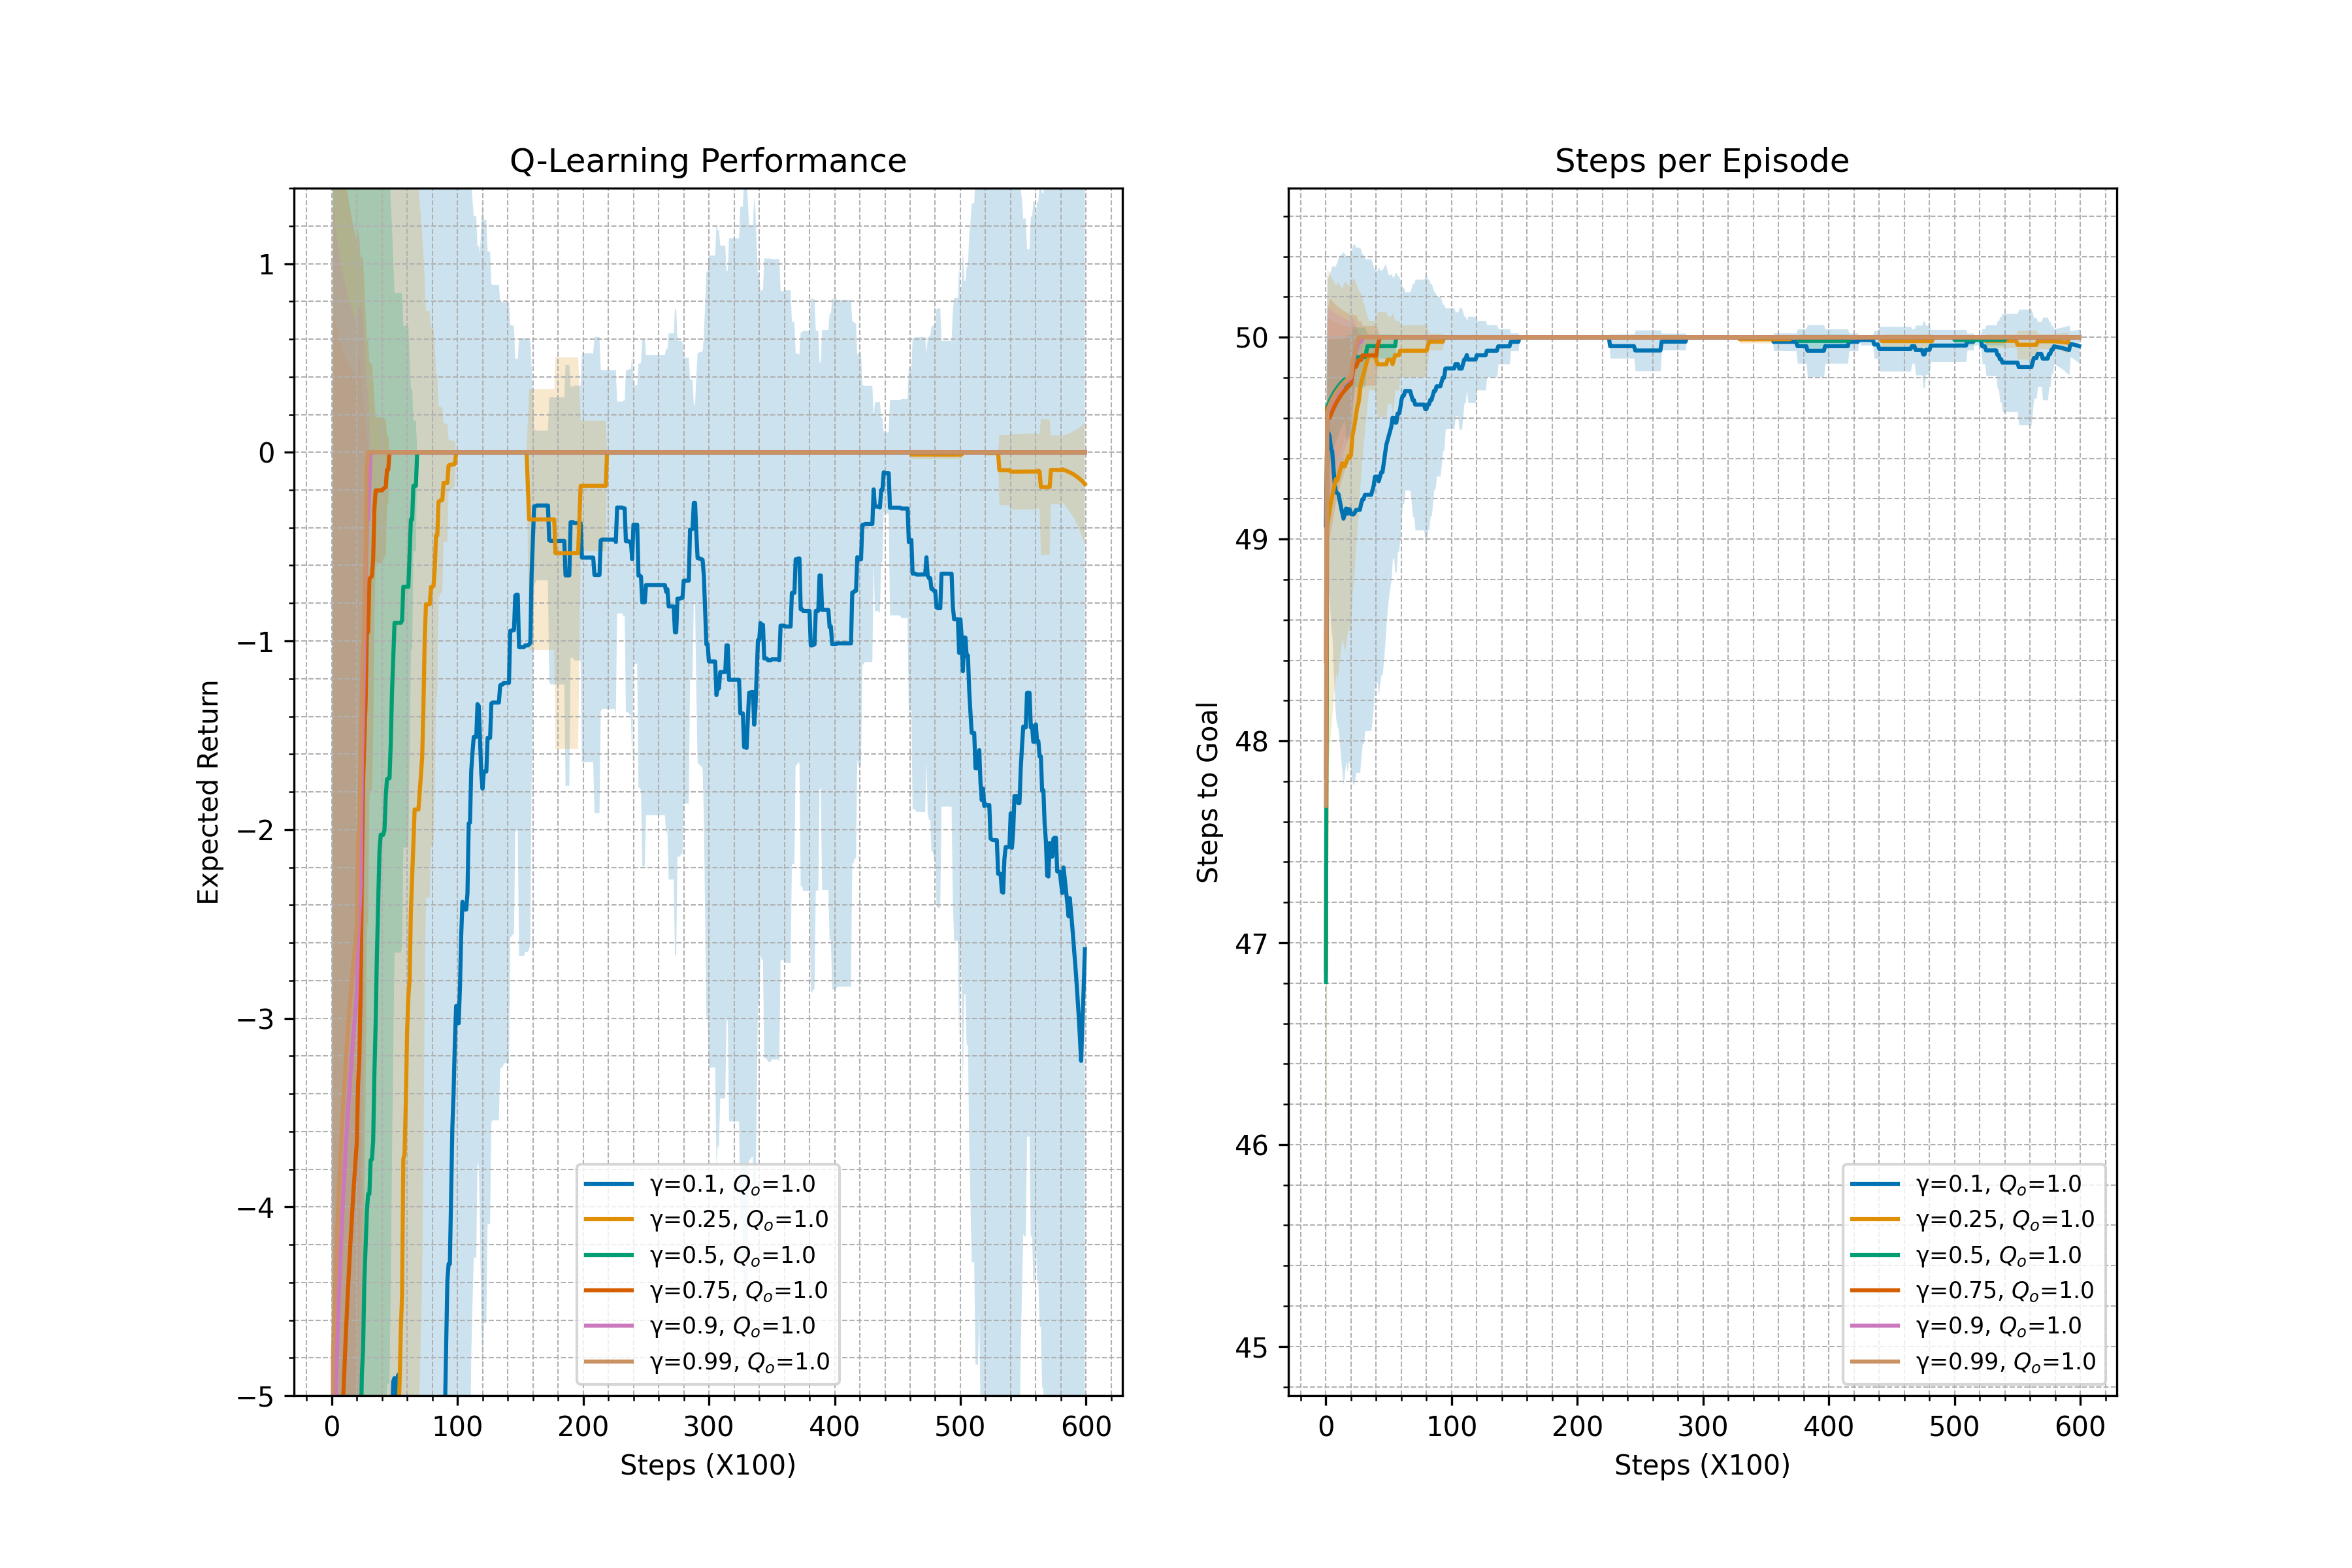 Q-Learning Performance
Expected Return
1
0
−1
−2
−3
−4
−5
0 100 200 300 400 500 600
Steps (X100)
γ=0.1, Qₒ=1.0
γ=0.25, Qₒ=1.0
γ=0.5, Qₒ=1.0
γ=0.75, Qₒ=1.0
γ=0.9, Qₒ=1.0
γ=0.99, Qₒ=1.0
Steps per Episode
Steps to Goal
50
49
48
47
46
45
0 100 200 300 400 500 600
Steps (X100)
γ=0.1, Qₒ=1.0
γ=0.25, Qₒ=1.0
γ=0.5, Qₒ=1.0
γ=0.75, Qₒ=1.0
γ=0.9, Qₒ=1.0
γ=0.99, Qₒ=1.0